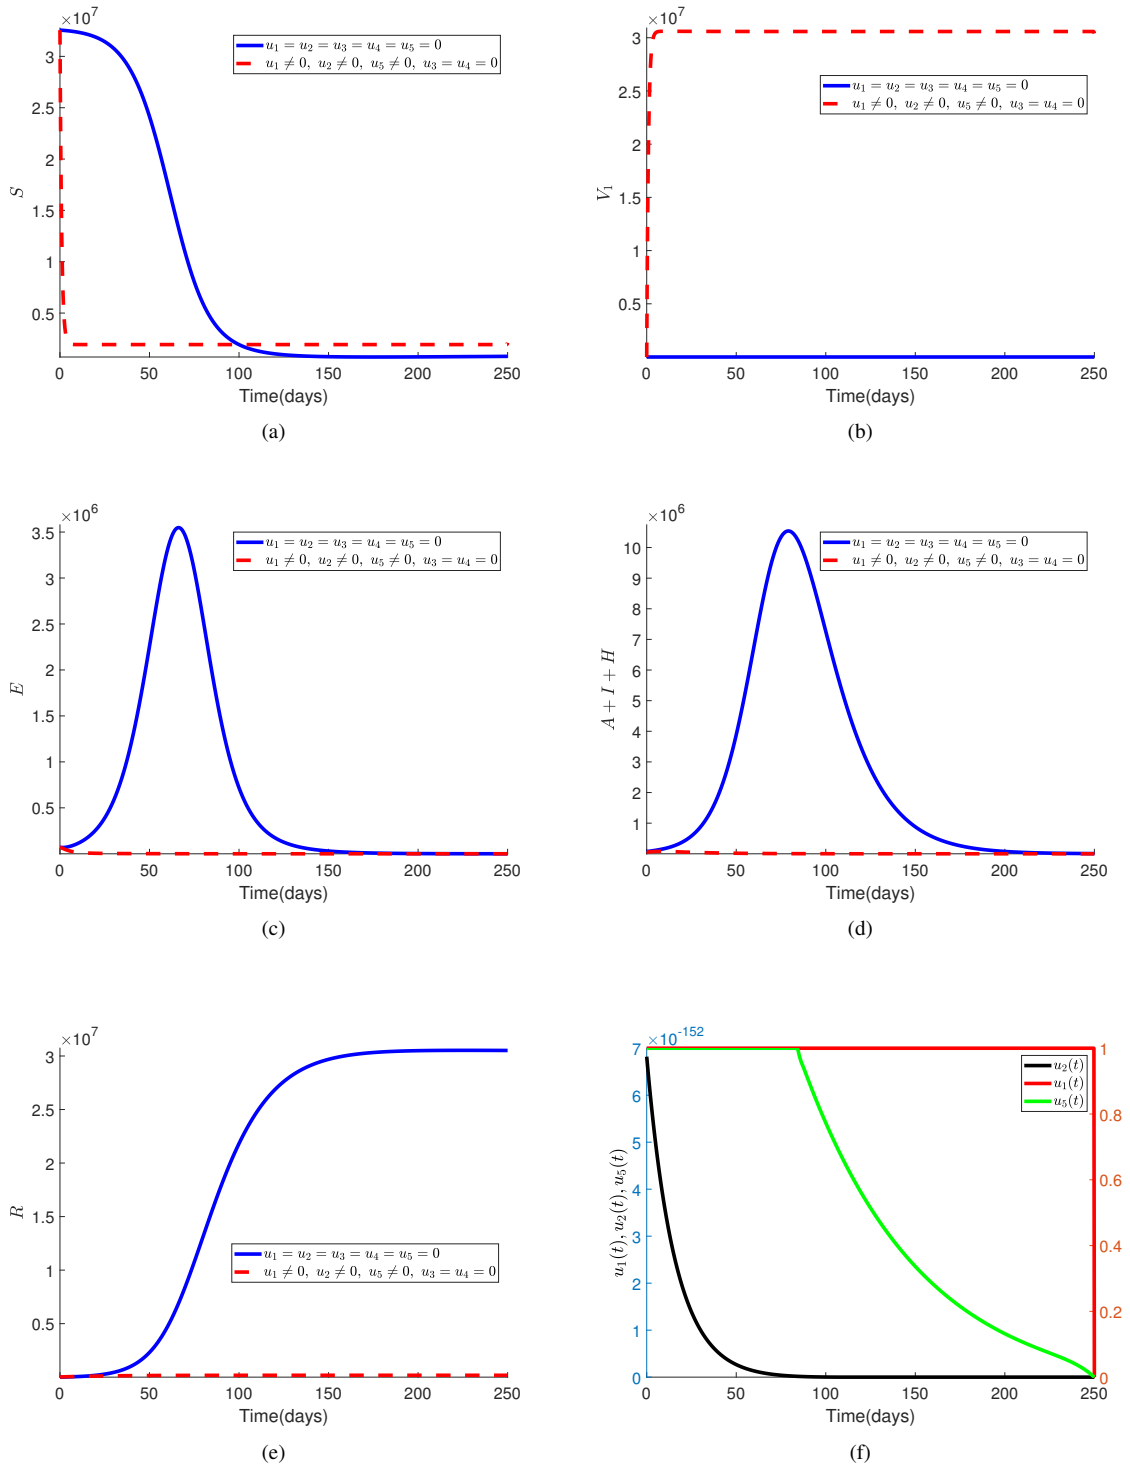 ×10⁷
3
2.5
2
1.5
1
0.5
0 50 100 150 200 250
S
Time(days)
u₁ = u₂ = u₃ = u₄ = u₅ = 0
u₁ ≠ 0, u₂ ≠ 0, u₅ ≠ 0, u₃ = u₄ = 0
(a)
×10⁷
3
2.5
2
1.5
1
0.5
0 50 100 150 200 250
V₁
Time(days)
u₁ = u₂ = u₃ = u₄ = u₅ = 0
u₁ ≠ 0, u₂ ≠ 0, u₅ ≠ 0, u₃ = u₄ = 0
(b)
×10⁶
3.5
3
2.5
2
1.5
1
0.5
0 50 100 150 200 250
E
Time(days)
u₁ = u₂ = u₃ = u₄ = u₅ = 0
u₁ ≠ 0, u₂ ≠ 0, u₅ ≠ 0, u₃ = u₄ = 0
(c)
×10⁶
10
9
8
7
6
5
4
3
2
1
0 50 100 150 200 250
A + I + H
Time(days)
u₁ = u₂ = u₃ = u₄ = u₅ = 0
u₁ ≠ 0, u₂ ≠ 0, u₅ ≠ 0, u₃ = u₄ = 0
(d)
×10⁷
3
2.5
2
1.5
1
0.5
0 50 100 150 200 250
R
Time(days)
u₁ = u₂ = u₃ = u₄ = u₅ = 0
u₁ ≠ 0, u₂ ≠ 0, u₅ ≠ 0, u₃ = u₄ = 0
(e)
×10⁻¹⁵²
7
6
5
4
3
2
1
0
1
0.8
0.6
0.4
0.2
0
0 50 100 150 200 250
u₁(t), u₂(t), u₅(t)
Time(days)
u₂(t)
u₁(t)
u₅(t)
(f)